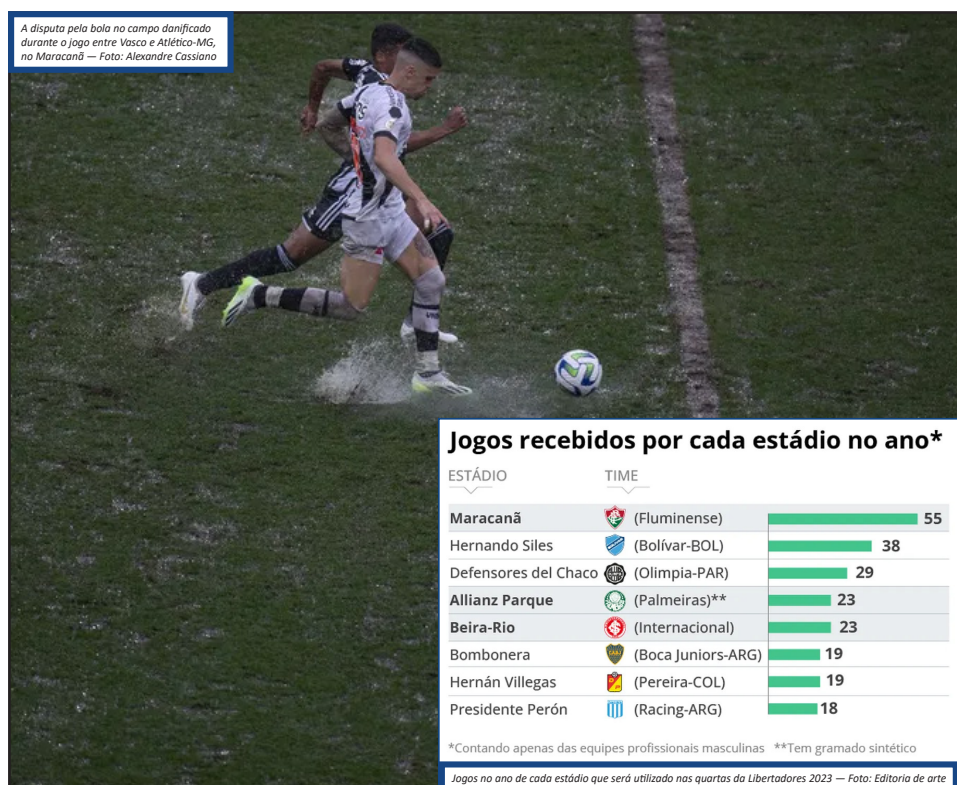 A disputa pela bola no campo danificado
durante o jogo entre Vasco e Atlético-MG,
no Maracanã — Foto: Alexandre Cassiano
Jogos recebidos por cada estádio no ano*
ESTÁDIO TIME
Maracanã (Fluminense) 55
Hernando Siles (Bolívar-BOL) 38
Defensores del Chaco (Olimpia-PAR) 29
Allianz Parque (Palmeiras)** 23
Beira-Rio (Internacional) 23
Bombonera (Boca Juniors-ARG) 19
Hernán Villegas (Pereira-COL) 19
Presidente Perón (Racing-ARG) 18
*Contando apenas das equipes profissionais masculinas **Tem gramado sintético
Jogos no ano de cada estádio que será utilizado nas quartas da Libertadores 2023 — Foto: Editoria de arte